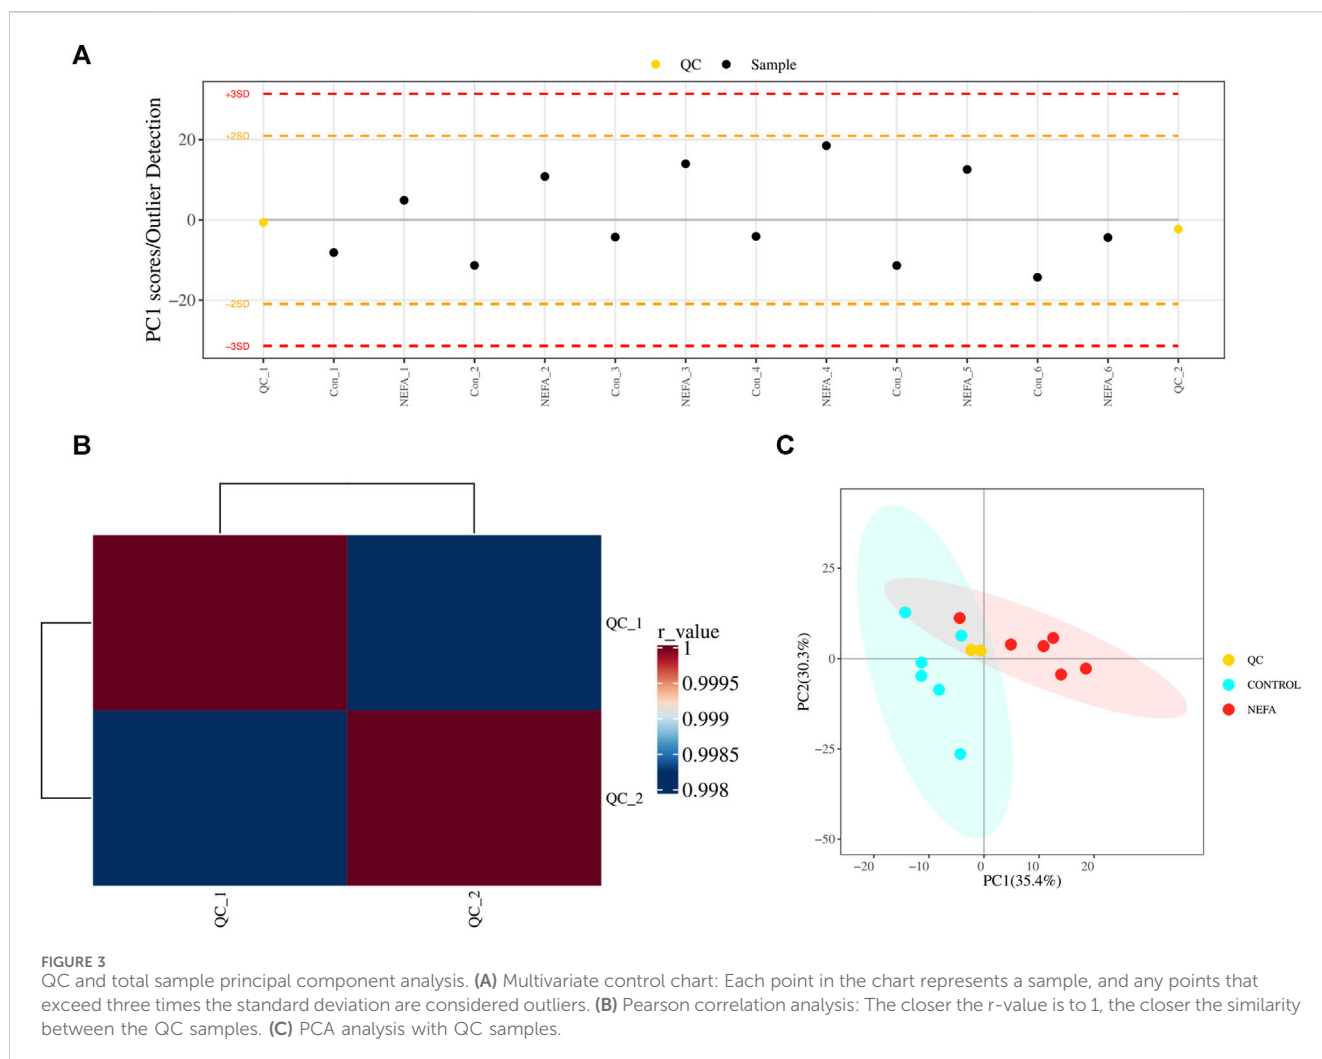 A
QC Sample
PC1 scores/Outlier Detection
+3SD
+2SD
20
0
−20
−2SD
−3SD
QC_1 Con_1 NEFA_1 Con_2 NEFA_2 Con_3 NEFA_3 Con_4 NEFA_4 Con_5 NEFA_5 Con_6 NEFA_6 QC_2
B
QC_1
QC_2
r_value
1
0.9995
0.999
0.9985
0.998
QC_1 QC_2
C
PC2(30.3%)
25
0
−25
−50
−20 −10 0 10 20
PC1(35.4%)
QC
CONTROL
NEFA
FIGURE 3
QC and total sample principal component analysis. (A) Multivariate control chart: Each point in the chart represents a sample, and any points that
exceed three times the standard deviation are considered outliers. (B) Pearson correlation analysis: The closer the r-value is to 1, the closer the similarity
between the QC samples. (C) PCA analysis with QC samples.